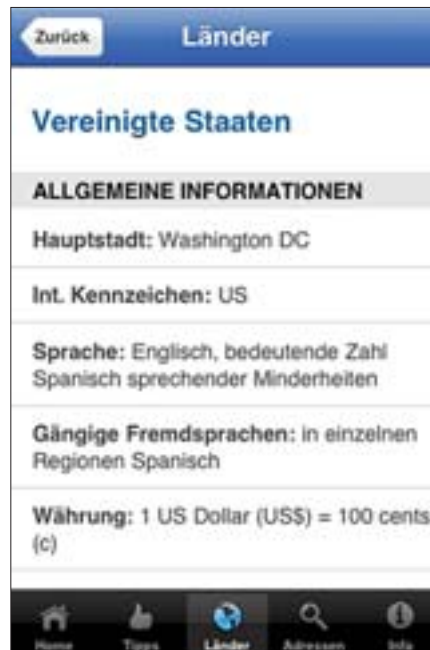 Zurück
Länder
Vereinigte Staaten
ALLGEMEINE INFORMATIONEN
Hauptstadt: Washington DC
Int. Kennzeichen: US
Sprache: Englisch, bedeutende Zahl
Spanisch sprechender Minderheiten
Gängige Fremdsprachen: in einzelnen
Regionen Spanisch
Währung: 1 US Dollar (US$) = 100 cents
(c)
Home Tipps Länder Adressen Info